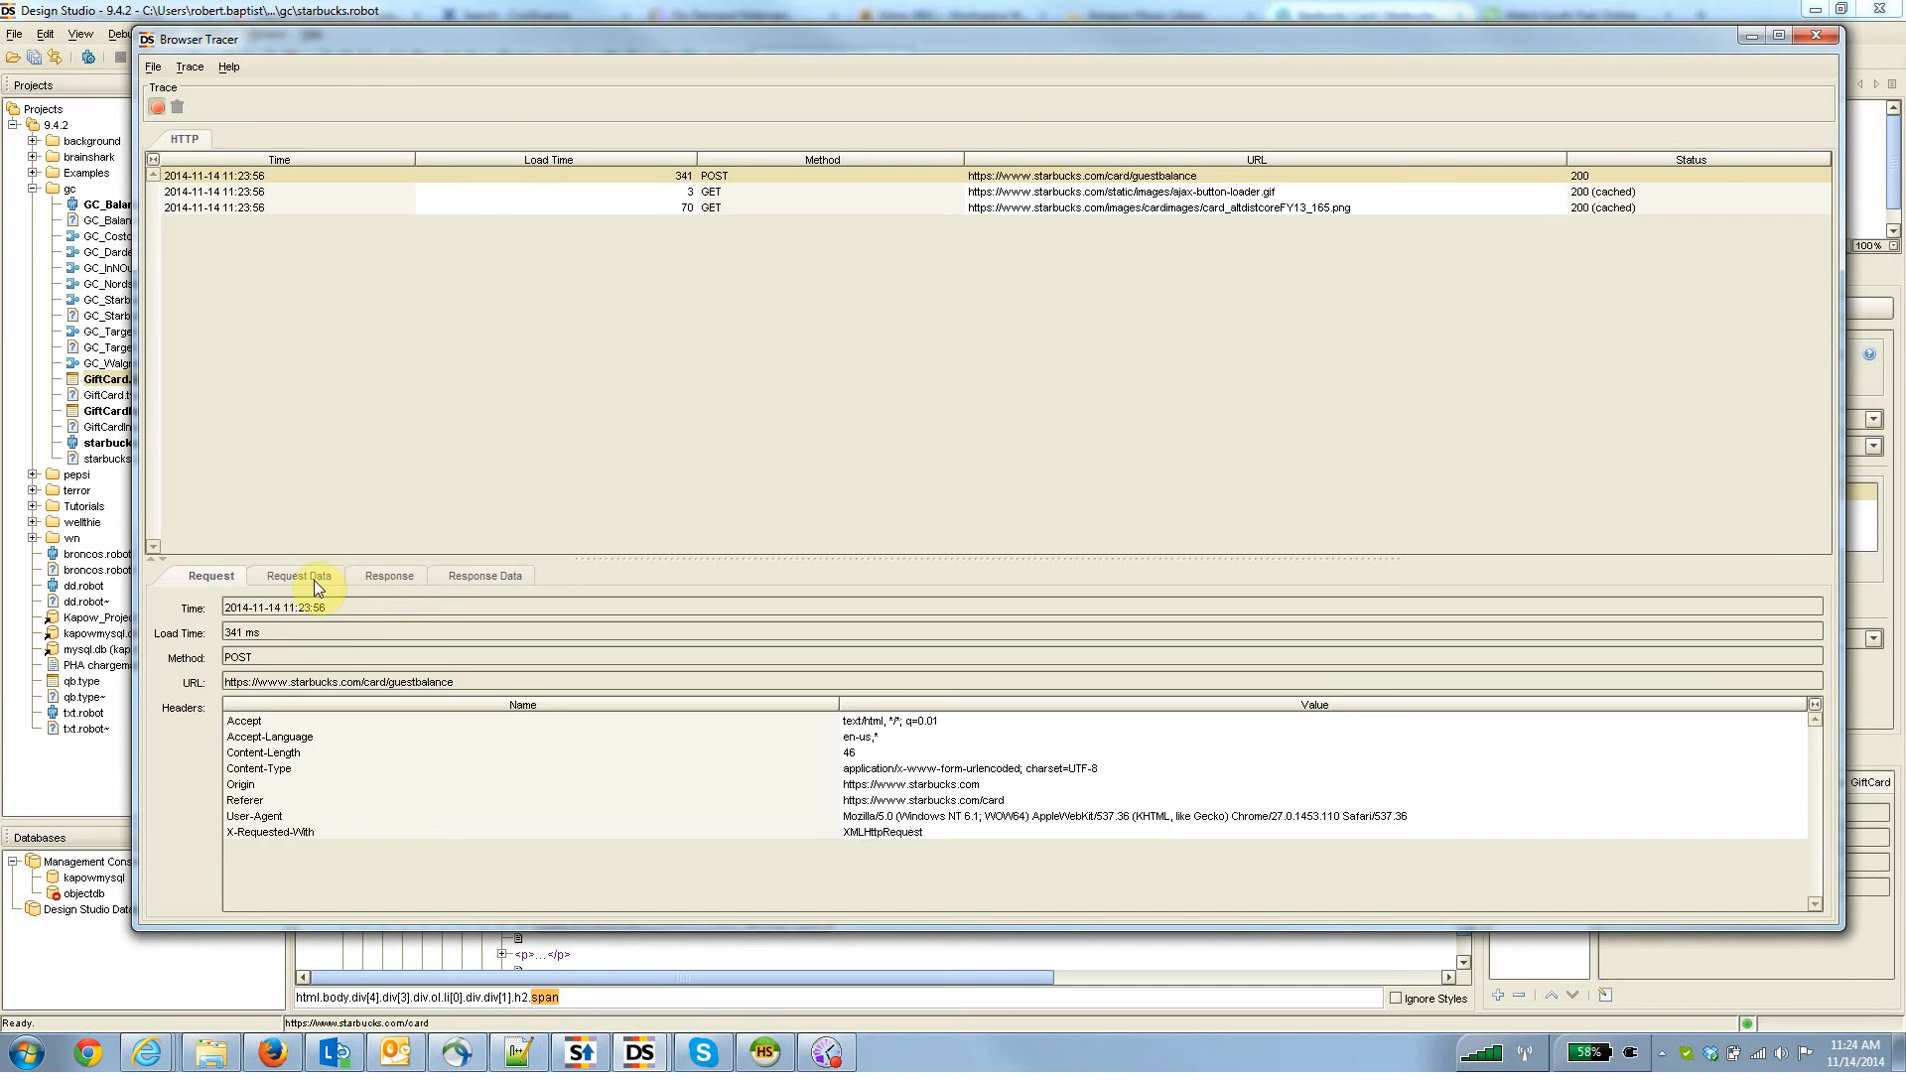 Design Studio - 9.4.2 - C:\Users\robert.baptist\...\gc\starbucks.robot
File Edit View
Browser Tracer
File Trace Help
Trace
HTTP
Time Load Time Method URL Status
2014-11-14 11:23:56 341 POST https://www.starbucks.com/card/guestbalance 200
2014-11-14 11:23:56 3 GET https://www.starbucks.com/static/images/ajax-button-loader.gif 200 (cached)
2014-11-14 11:23:56 70 GET https://www.starbucks.com/images/cardimages/card_altdistcoreFY13_165.png 200 (cached)
100%
Projects
Projects
9.4.2
background
brainshark
Examples
gc
GC_Balan
GC_Balan
GC_Costc
GC_Darde
GC_InNOu
GC_Nords
GC_Starb
GC_Starb
GC_Targe
GC_Targe
GC_Walgr
GiftCard.
GiftCard.t
GiftCardI
GiftCardIn
starbuck
starbucks
pepsi
terror
Tutorials
wellthie
wn
broncos.robot
broncos.robo
dd.robot
dd.robot~
Kapow_Proje
kapowmysql.d
mysql.db (kap
PHA chargem
qb.type
qb.type~
txt.robot
txt.robot~
Request Request Data Response Response Data
Time: 2014-11-14 11:23:56
Load Time: 341 ms
Method: POST
URL: https://www.starbucks.com/card/guestbalance
Headers: Name Value
Accept text/html, */*; q=0.01
Accept-Language en-us,*
Content-Length 46
Content-Type application/x-www-form-urlencoded; charset=UTF-8
Origin https://www.starbucks.com
Referer https://www.starbucks.com/card
User-Agent Mozilla/5.0 (Windows NT 6.1; WOW64) AppleWebKit/537.36 (KHTML, like Gecko) Chrome/27.0.1453.110 Safari/537.36
X-Requested-With XMLHttpRequest
GiftCard
Databases
Management Cons
kapowmysql
objectdb
Design Studio Data
<p>...</p>
html.body.div[4].div[3].div.ol.li[0].div.div[1].h2.span
Ignore Styles
Ready. https://www.starbucks.com/card
58%
11:24 AM
11/14/2014